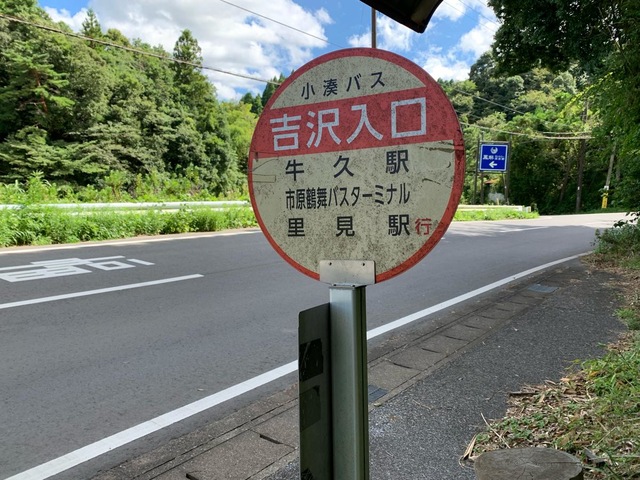 小湊バス
吉沢入口
牛久駅
市原鶴舞バスターミナル
里見駅行